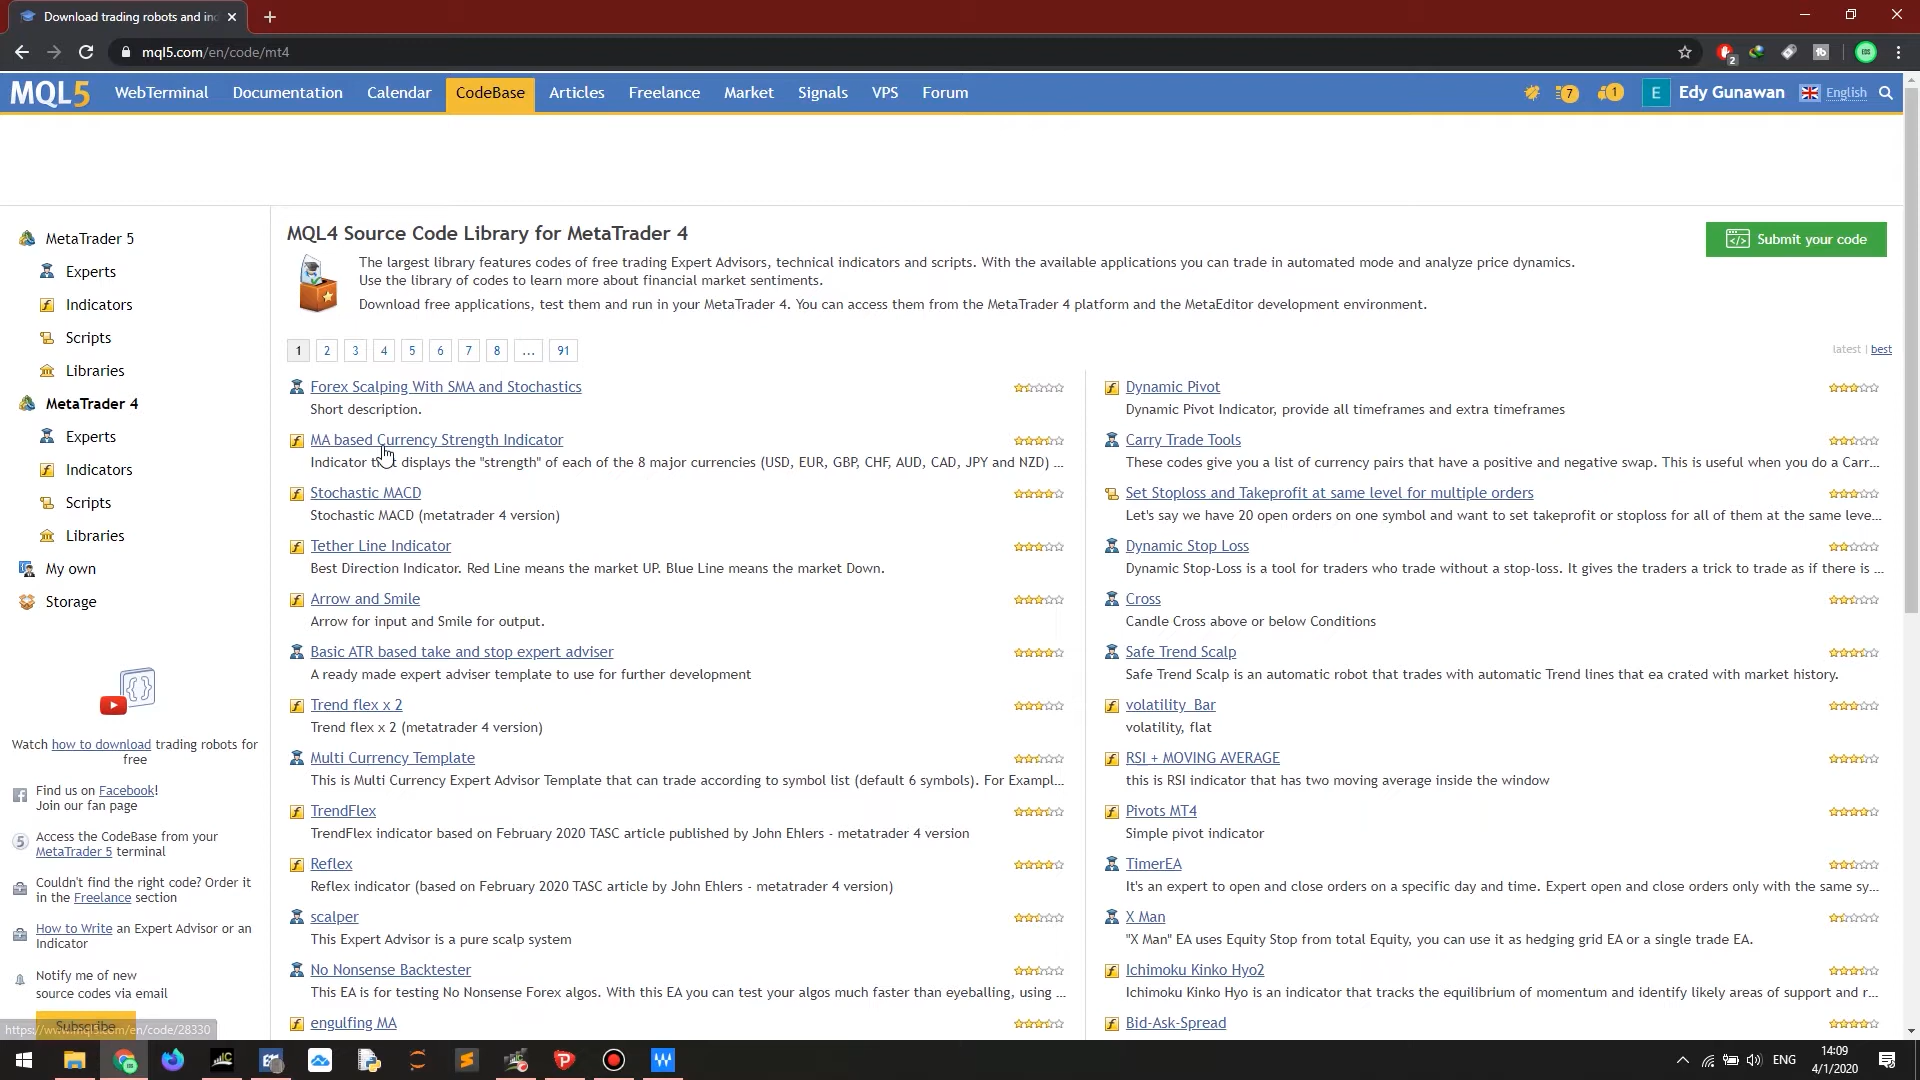 Download trading robots and in
mql5.com/en/code/mt4
2
MQL5
WebTerminal
Documentation
Calendar
CodeBase
Articles
Freelance
Market
Signals
VPS
Forum
7
1
E
Edy Gunawan
English
MetaTrader 5
Experts
Indicators
Scripts
Libraries
MetaTrader 4
Experts
Indicators
Scripts
Libraries
My own
Storage
Watch how to download trading robots for
free
Find us on Facebook!
Join our fan page
Access the CodeBase from your
MetaTrader 5 terminal
Couldn't find the right code? Order it
in the Freelance section
How to Write an Expert Advisor or an
Indicator
Notify me of new
source codes via email
Subscribe
https://www.mql5.com/en/code/28330
MQL4 Source Code Library for MetaTrader 4
Submit your code
The largest library features codes of free trading Expert Advisors, technical indicators and scripts. With the available applications you can trade in automated mode and analyze price dynamics.
Use the library of codes to learn more about financial market sentiments.
Download free applications, test them and run in your MetaTrader 4. You can access them from the MetaTrader 4 platform and the MetaEditor development environment.
1 2 3 4 5 6 7 8 ... 91
latest | best
Forex Scalping With SMA and Stochastics
Short description.
MA based Currency Strength Indicator
Indicator that displays the "strength" of each of the 8 major currencies (USD, EUR, GBP, CHF, AUD, CAD, JPY and NZD) ...
Stochastic MACD
Stochastic MACD (metatrader 4 version)
Tether Line Indicator
Best Direction Indicator. Red Line means the market UP. Blue Line means the market Down.
Arrow and Smile
Arrow for input and Smile for output.
Basic ATR based take and stop expert adviser
A ready made expert adviser template to use for further development
Trend flex x 2
Trend flex x 2 (metatrader 4 version)
Multi Currency Template
This is Multi Currency Expert Advisor Template that can trade according to symbol list (default 6 symbols). For Exampl...
TrendFlex
TrendFlex indicator based on February 2020 TASC article published by John Ehlers - metatrader 4 version
Reflex
Reflex indicator (based on February 2020 TASC article by John Ehlers - metatrader 4 version)
scalper
This Expert Advisor is a pure scalp system
No Nonsense Backtester
This EA is for testing No Nonsense Forex algos. With this EA you can test your algos much faster than eyeballing, using ...
engulfing MA
Dynamic Pivot
Dynamic Pivot Indicator, provide all timeframes and extra timeframes
Carry Trade Tools
These codes give you a list of currency pairs that have a positive and negative swap. This is useful when you do a Carr...
Set Stoploss and Takeprofit at same level for multiple orders
Let's say we have 20 open orders on one symbol and want to set takeprofit or stoploss for all of them at the same leve...
Dynamic Stop Loss
Dynamic Stop-Loss is a tool for traders who trade without a stop-loss. It gives the traders a trick to trade as if there is ...
Cross
Candle Cross above or below Conditions
Safe Trend Scalp
Safe Trend Scalp is an automatic robot that trades with automatic Trend lines that ea crated with market history.
volatility_Bar
volatility, flat
RSI + MOVING AVERAGE
this is RSI indicator that has two moving average inside the window
Pivots MT4
Simple pivot indicator
TimerEA
It's an expert to open and close orders on a specific day and time. Expert open and close orders only with the same sy...
X Man
"X Man" EA uses Equity Stop from total Equity, you can use it as hedging grid EA or a single trade EA.
Ichimoku Kinko Hyo2
Ichimoku Kinko Hyo is an indicator that tracks the equilibrium of momentum and identify likely areas of support and r...
Bid-Ask-Spread
ENG
14:09
4/1/2020